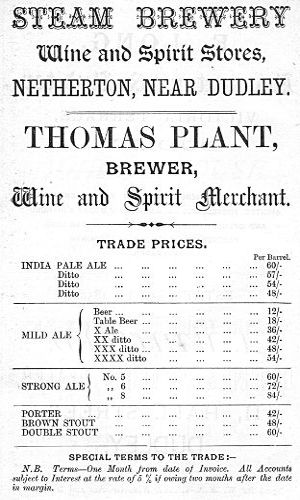 STEAM BREWERY
Wine and Spirit Stores,
NETHERTON, NEAR DUDLEY.
THOMAS PLANT,
BREWER,
Wine and Spirit Merchant.
TRADE PRICES.
Per Barrel.
INDIA PALE ALE ... ... ... ... ... 60/-
Ditto ... ... ... ... ... 57/-
Ditto ... ... ... ... ... 54/-
Ditto ... ... ... ... ... 48/-
MILD ALE
Beer ... ... ... ... ... 12/-
Table Beer ... ... ... ... 18/-
X Ale ... ... ... ... 36/-
XX ditto ... ... ... ... 42/-
XXX ditto ... ... ... ... 48/-
XXXX ditto ... ... ... ... 54/-
STRONG ALE
No. 5 ... ... ... ... 60/-
„ 6 ... ... ... ... 72/-
„ 8 ... ... ... ... 84/-
PORTER ... ... ... ... ... ... 42/-
BROWN STOUT ... ... ... ... ... 48/-
DOUBLE STOUT ... ... ... ... ... 60/-
SPECIAL TERMS TO THE TRADE:—
N.B. Terms—One Month from date of Invoice. All Accounts
subject to Interest at the rate of 5 % if owing two months after the date
in margin.